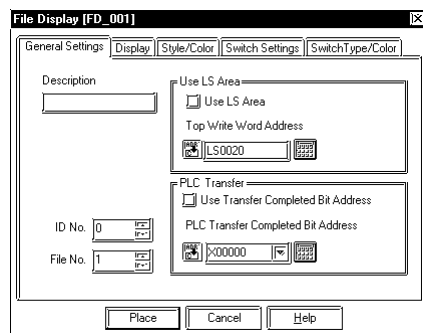 File Display [FD_001]
General Settings Display Style/Color Switch Settings SwitchType/Color
Description
Use LS Area
Use LS Area
Top Write Word Address
LS0020
PLC Transfer
Use Transfer Completed Bit Address
PLC Transfer Completed Bit Address
X00000
ID No. 0
File No. 1
Place Cancel Help